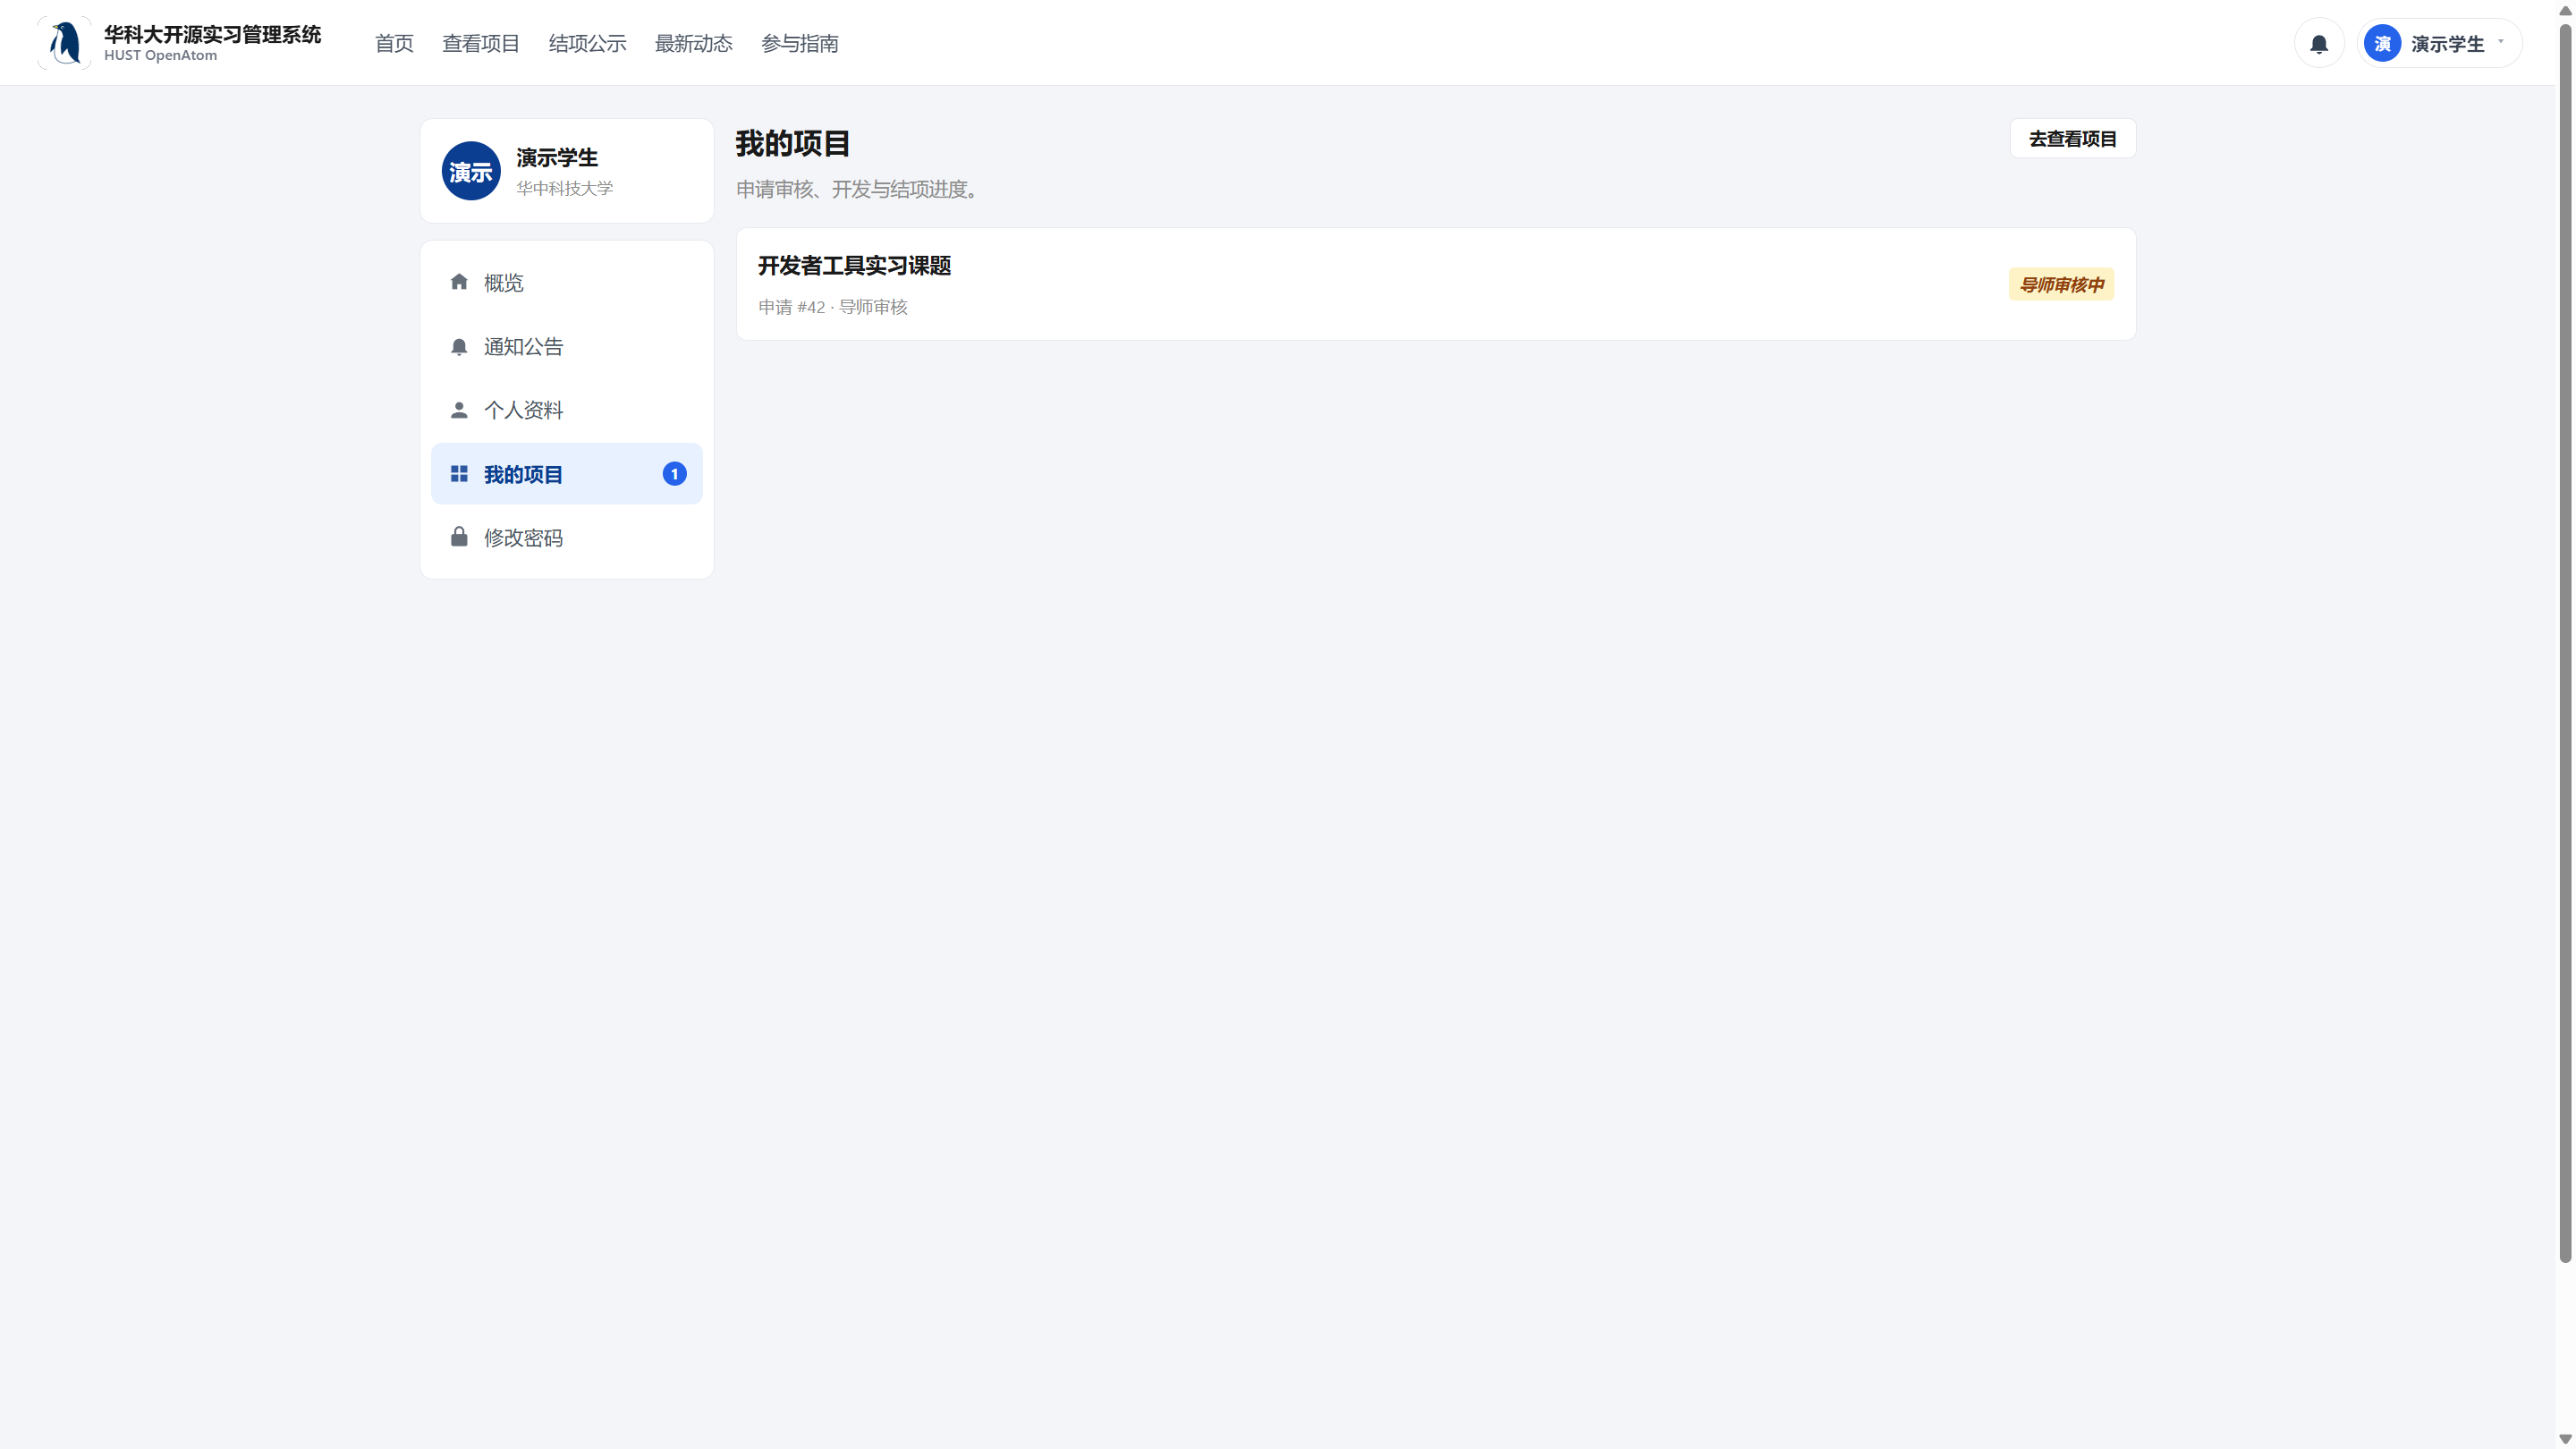 华科大开源实习管理系统
HUST OpenAtom
首页 查看项目 结项公示 最新动态 参与指南
演 演示学生
演示
演示学生
华中科技大学
概览
通知公告
个人资料
我的项目 1
修改密码
我的项目
去查看项目
申请审核、开发与结项进度。
开发者工具实习课题
申请 #42 · 导师审核
导师审核中